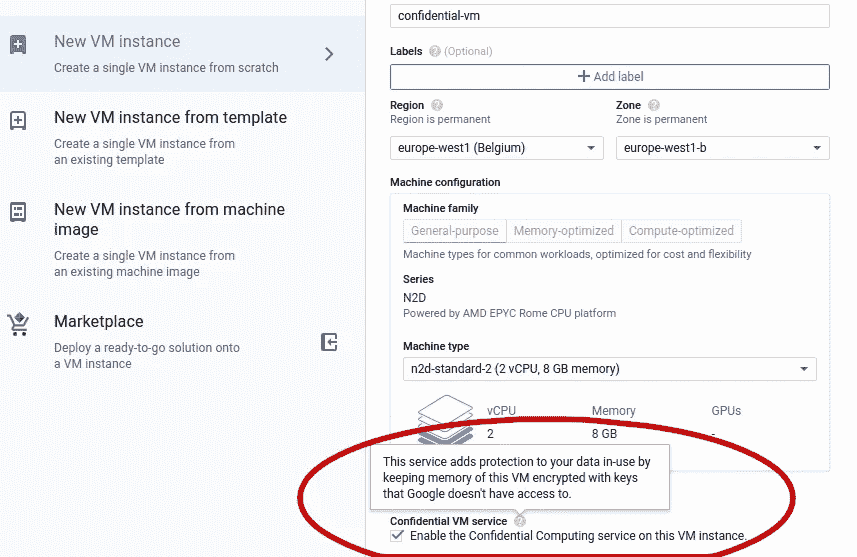 New VM instance
Create a single VM instance from scratch
New VM instance from template
Create a single VM instance from
an existing template
New VM instance from machine
image
Create a single VM instance from
an existing machine image
Marketplace
Deploy a ready-to-go solution onto
a VM instance
confidential-vm
Labels ? (Optional)
+ Add label
Region ? Zone ?
Region is permanent Zone is permanent
europe-west1 (Belgium) europe-west1-b
Machine configuration
Machine family
General-purpose Memory-optimized Compute-optimized
Machine types for common workloads, optimized for cost and flexibility
Series
N2D
Powered by AMD EPYC Rome CPU platform
Machine type
n2d-standard-2 (2 vCPU, 8 GB memory)
vCPU Memory GPUs
2 8 GB -
This service adds protection to your data in-use by
keeping memory of this VM encrypted with keys
that Google doesn't have access to.
Confidential VM service ?
Enable the Confidential Computing service on this VM instance.